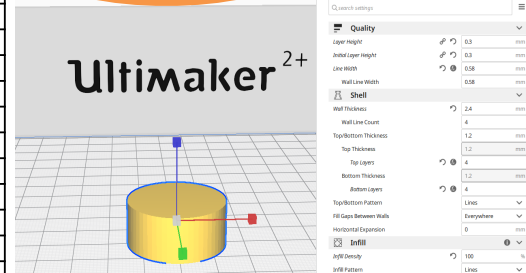 Ultimaker 2+
search settings
Quality
Layer Height 0.3 mm
Initial Layer Height 0.3 mm
Line Width 0.58 mm
Wall Line Width 0.58 mm
Shell
Wall Thickness 2.4 mm
Wall Line Count 4
Top/Bottom Thickness 1.2 mm
Top Thickness 1.2 mm
Top Layers 4
Bottom Thickness 1.2 mm
Bottom Layers 4
Top/Bottom Pattern Lines
Fill Gaps Between Walls Everywhere
Horizontal Expansion 0 mm
Infill
Infill Density 100 %
Infill Pattern Lines